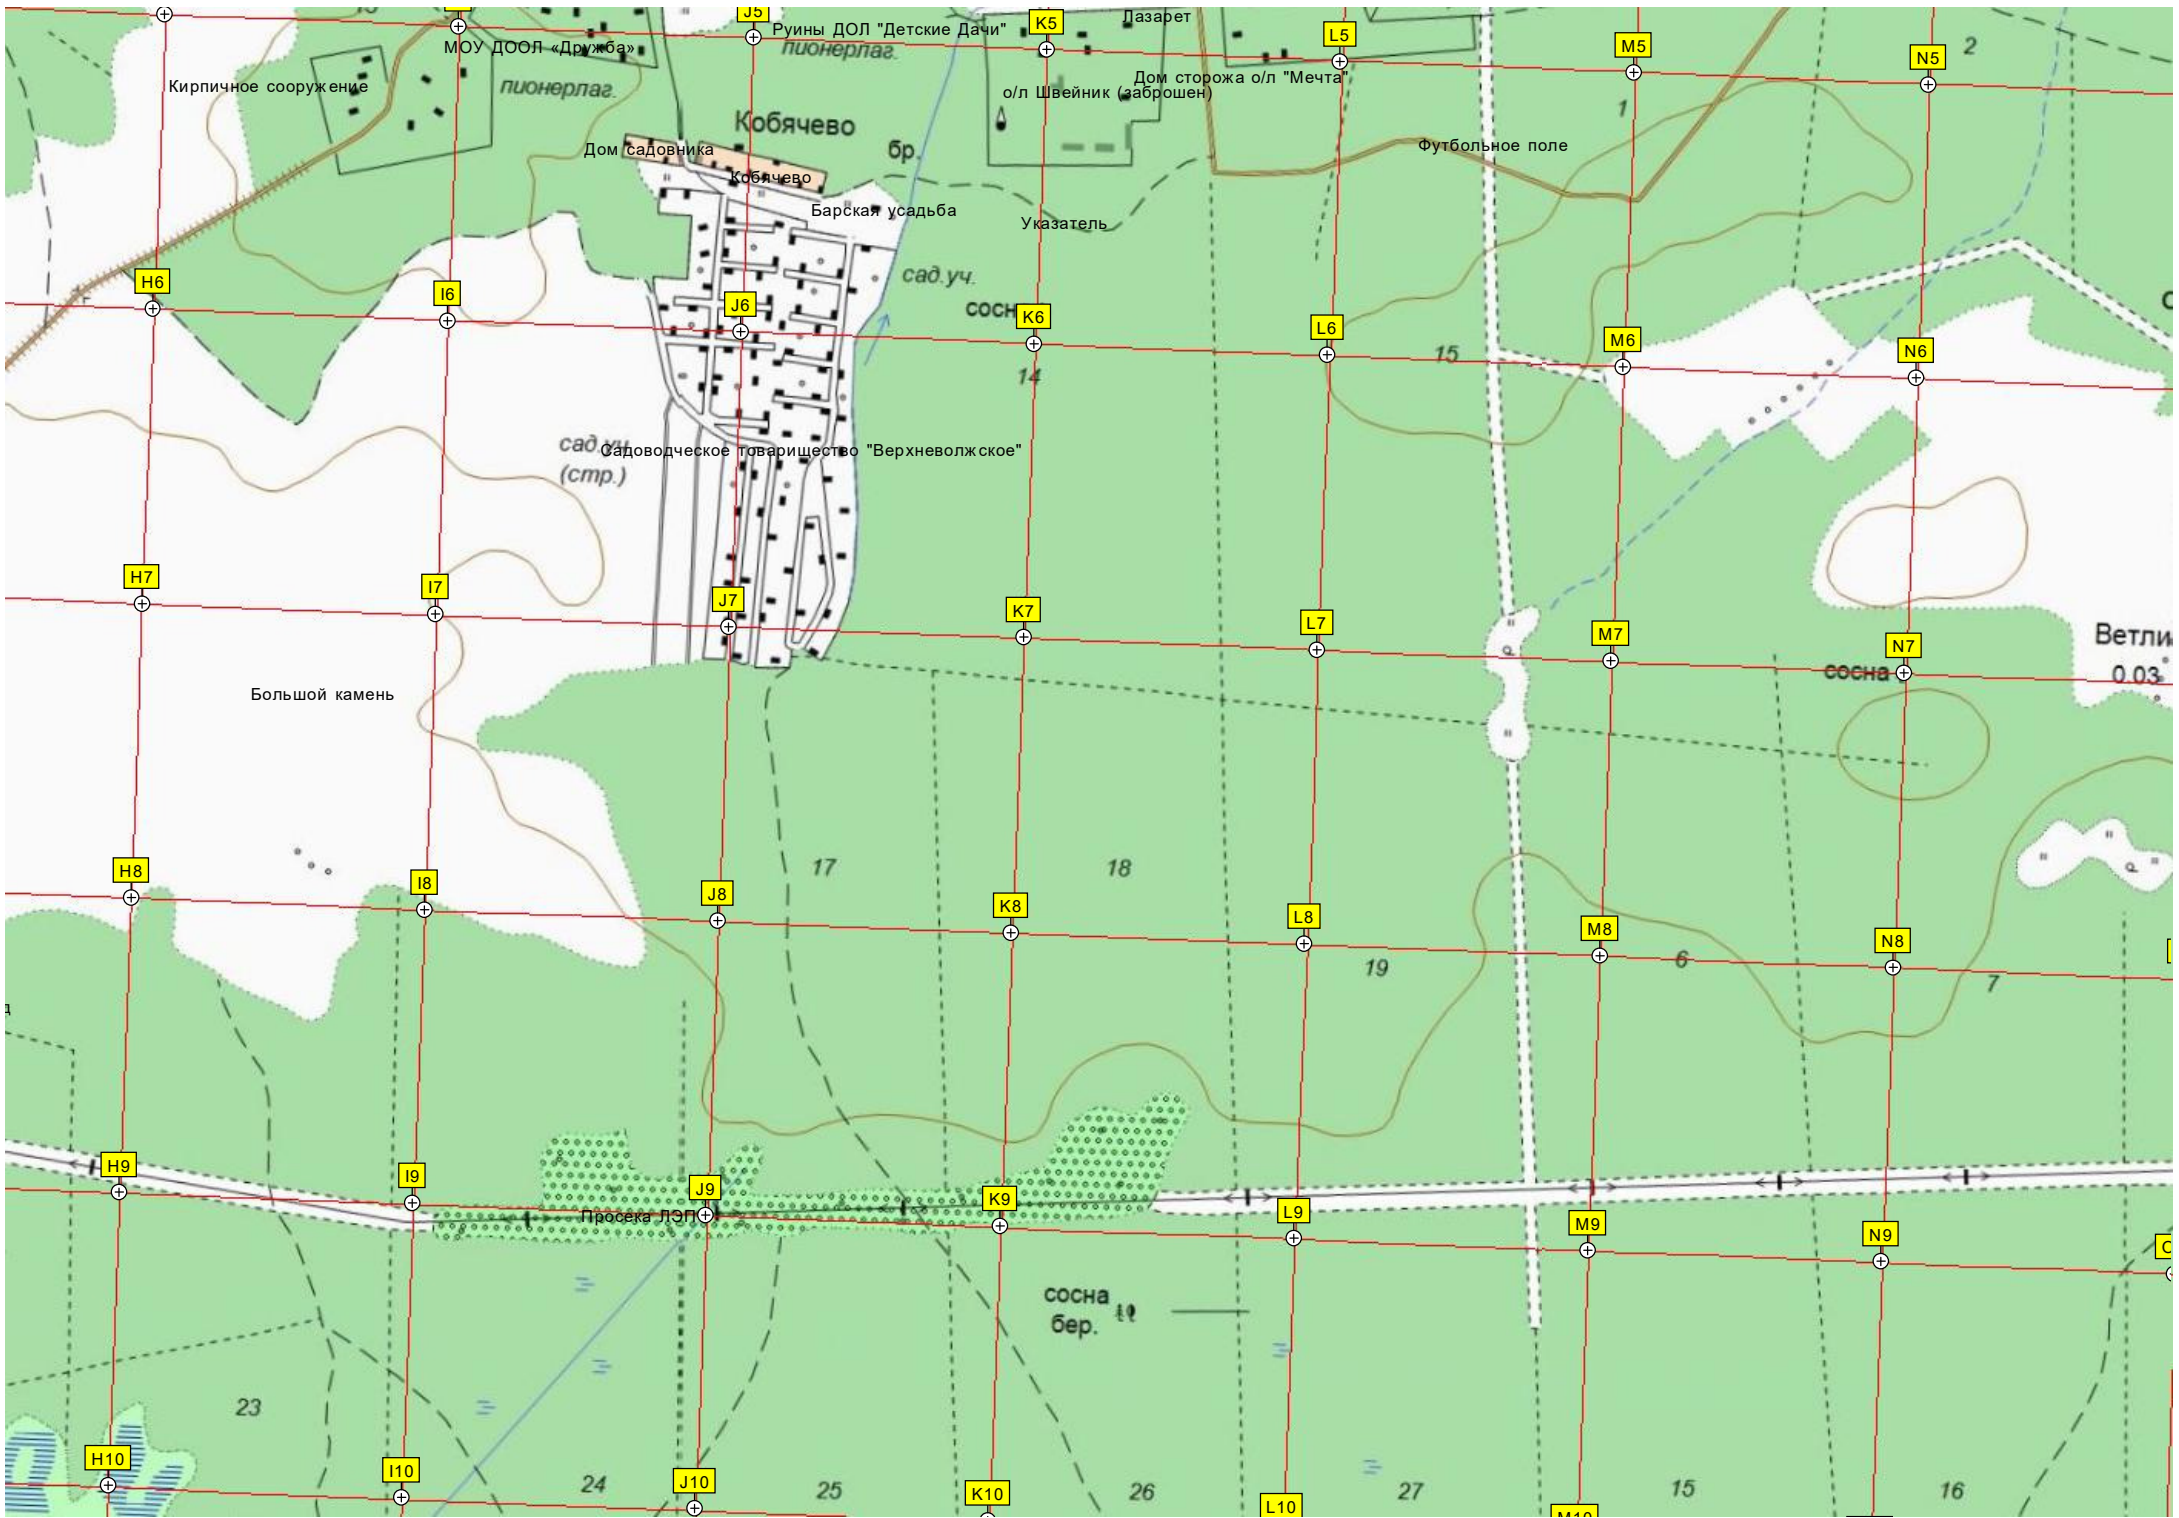 J5
K5
Лазарет
Руины ДОЛ "Детские Дачи"
L5
M5
2
МОУ ДООЛ «Дружба»
пионерлаг.
N5
Кирпичное сооружение
пионерлаг.
Дом сторожа о/л "Мечта"
о/л Швейник (заброшен)
1
Кобячево
Дом садовника
бр.
Футбольное поле
Кобячево
Барская усадьба
Указатель
H6
I6
J6
сад.уч.
сосн
K6
L6
15
M6
N6
14
сад.уч.
(стр.)
Садоводческое товарищество "Верхневолжское"
H7
I7
J7
K7
L7
M7
N7
Ветли
сосна
0.03
Большой камень
H8
I8
J8
17
18
K8
L8
M8
N8
19
6
7
H9
I9
J9
K9
L9
M9
N9
Просека ЛЭП
сосна
бер.
23
H10
I10
J10
K10
L10
M10
24
25
26
27
15
16